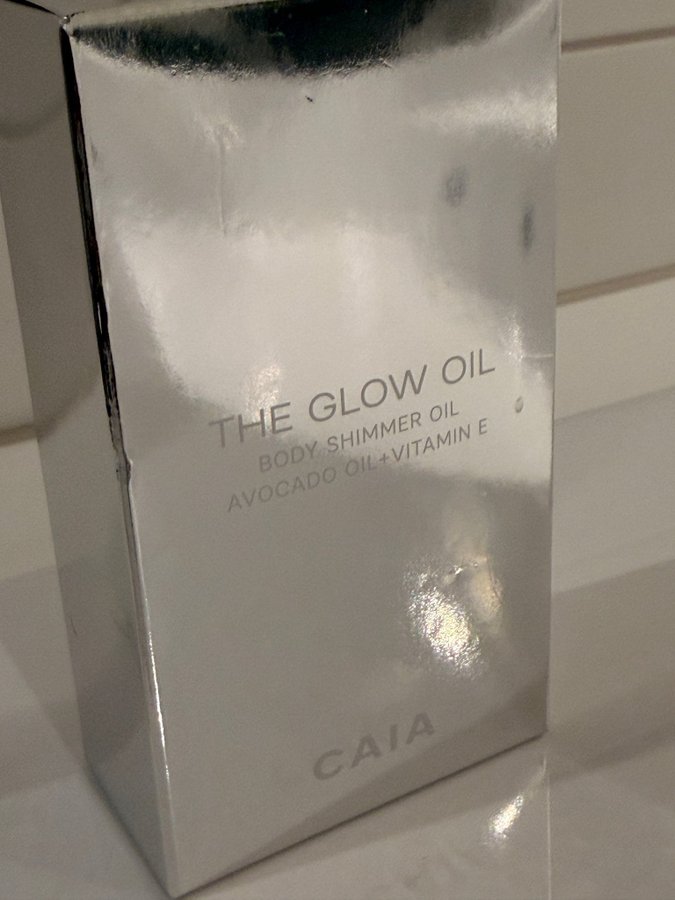 THE GLOW OIL
BODY SHIMMER OIL
AVOCADO OIL+VITAMIN E
CAIA